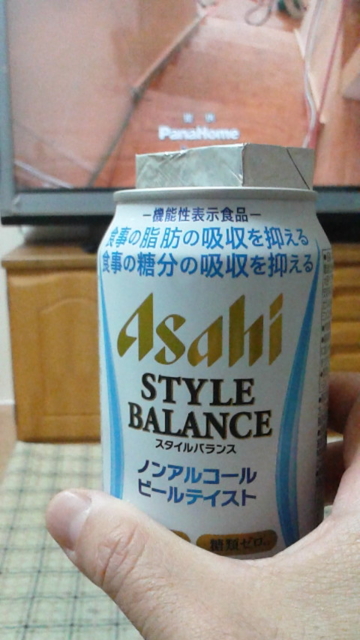 PanaHome
－機能性表示食品－
食事の脂肪の吸収を抑える
食事の糖分の吸収を抑える
Asahi
STYLE
BALANCE
スタイルバランス
ノンアルコール
ビールテイスト
糖類ゼロ